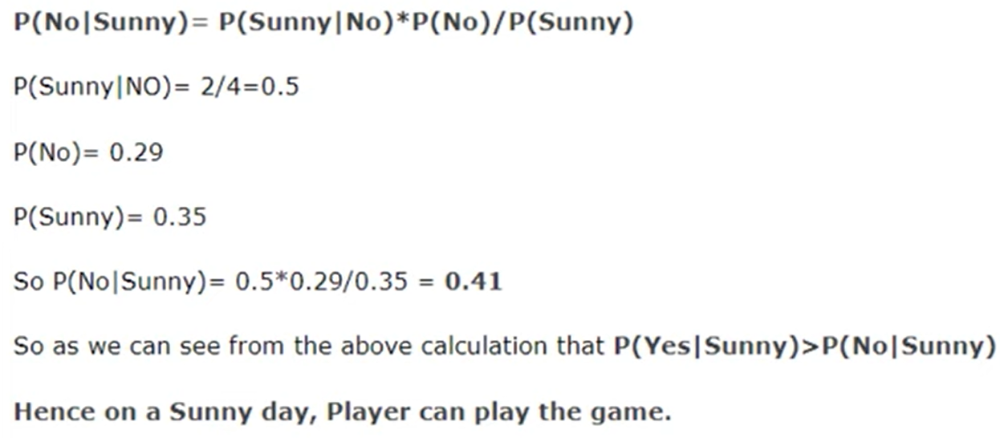 P(No|Sunny)= P(Sunny|No)*P(No)/P(Sunny)
P(Sunny|NO)= 2/4=0.5
P(No)= 0.29
P(Sunny)= 0.35
So P(No|Sunny)= 0.5*0.29/0.35 = 0.41
So as we can see from the above calculation that P(Yes|Sunny)>P(No|Sunny)
Hence on a Sunny day, Player can play the game.